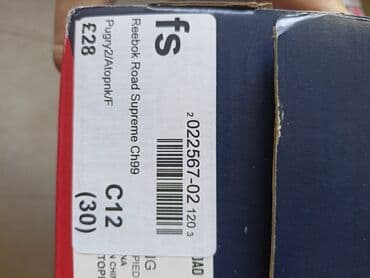 fs
2 022567-02 120 3
Reebok Road Supreme Ch99
Pugry2/Atopnk/F
£28
C12
(30)